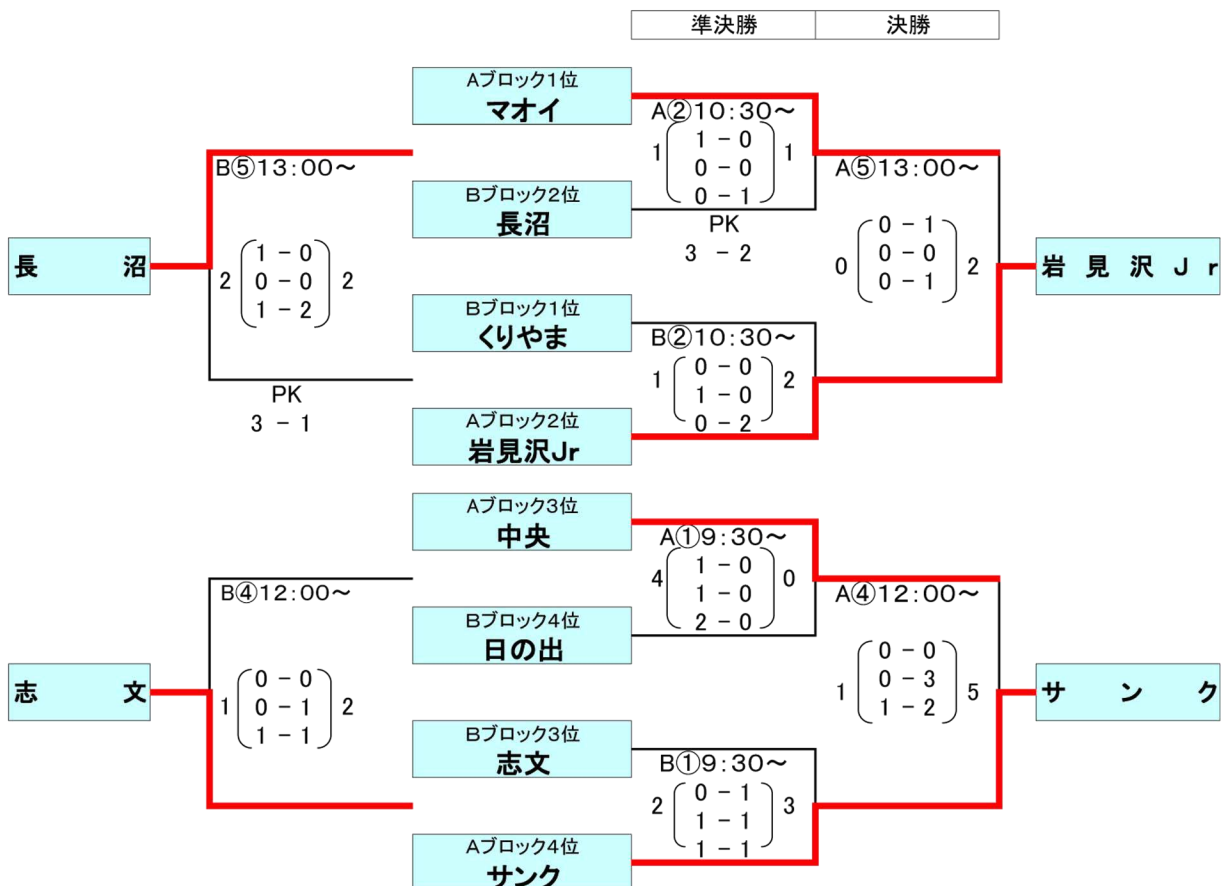 準決勝 決勝
Aブロック1位
マオイ
A②10:30～
1 - 0
1 0 - 0 1
0 - 1
B⑤13:00～
A⑤13:00～
Bブロック2位
長沼
PK
3 - 2
長 沼
1 - 0
2 0 - 0 2
1 - 2
0 - 1
0 0 - 0 2
0 - 1
岩 見 沢 J r
Bブロック1位
くりやま
B②10:30～
0 - 0
1 1 - 0 2
0 - 2
PK
3 - 1
Aブロック2位
岩見沢Jr
Aブロック3位
中央
A①9:30～
1 - 0
4 1 - 0 0
2 - 0
B④12:00～
A④12:00～
Bブロック4位
日の出
志 文
0 - 0
1 0 - 1 2
1 - 1
0 - 0
1 0 - 3 5
1 - 2
サ ン ク
Bブロック3位
志文
B①9:30～
0 - 1
2 1 - 1 3
1 - 1
Aブロック4位
サンク